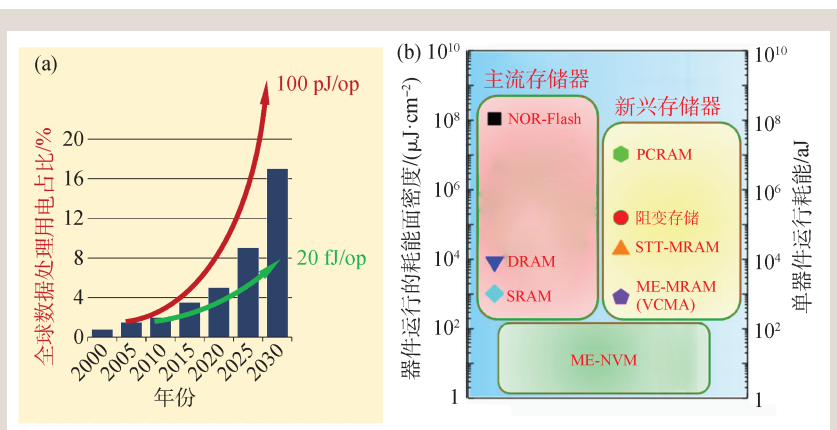 (a)
100 pJ/op
20 fJ/op
全球数据处理用电占比/%
20
16
12
8
4
0
2000
2005
2010
2015
2020
2025
2030
年份
(b)
器件运行的耗能面密度/(μJ·cm⁻²)
10¹⁰
10⁸
10⁶
10⁴
10²
1
主流存储器
NOR-Flash
DRAM
SRAM
新兴存储器
PCRAM
阻变存储
STT-MRAM
ME-MRAM
(VCMA)
ME-NVM
10¹⁰
10⁸
10⁶
10⁴
10²
1
单器件运行耗能/aJ